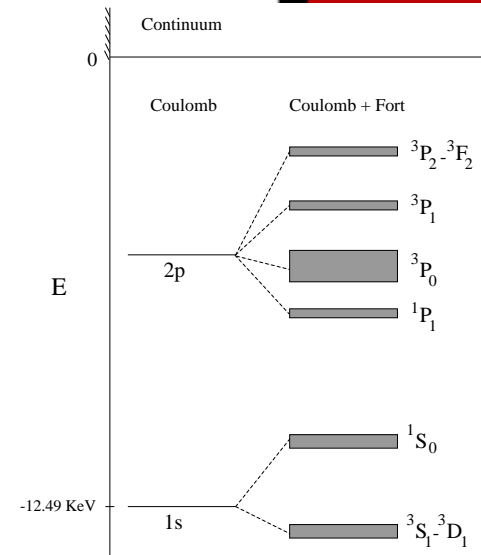 Continuum
0
Coulomb Coulomb + Fort
³P₂-³F₂
³P₁
2p
³P₀
E
¹P₁
¹S₀
-12.49 KeV
1s
³S₁-³D₁